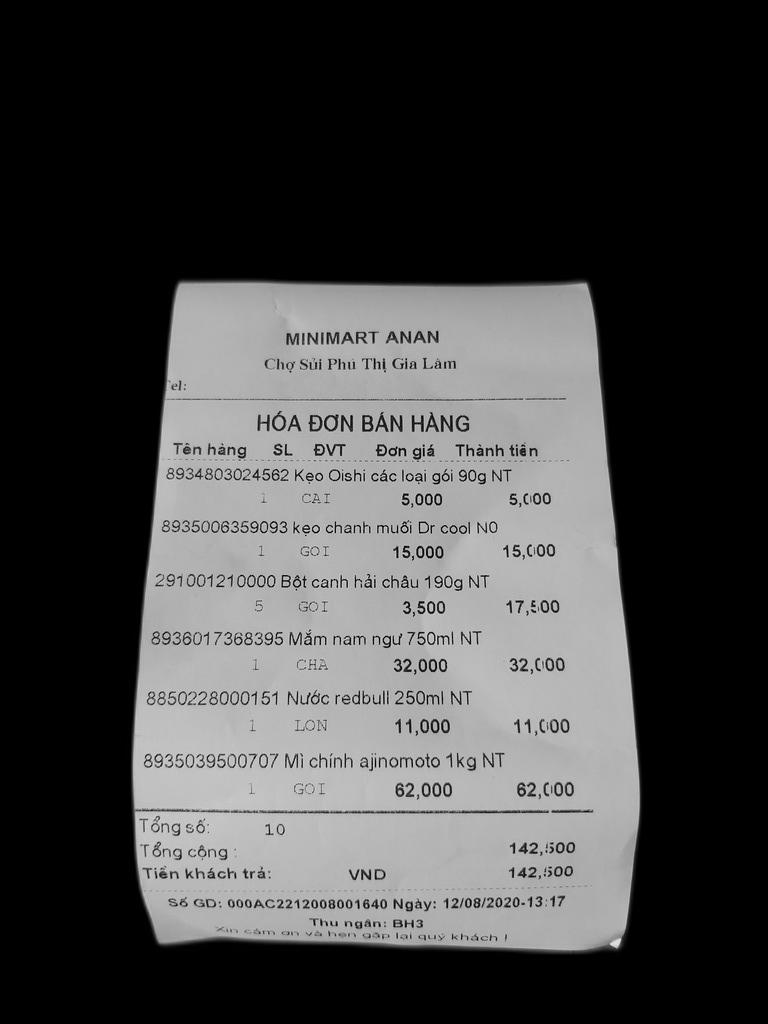 MINIMART ANAN
Chợ Sủi Phú Thị Gia Lâm
Tel:
HÓA ĐƠN BÁN HÀNG
Tên hàng SL ĐVT Đơn giá Thành tiền
8934803024562 Kẹo Oishi các loại gói 90g NT
1 CAI 5,000 5,000
8935006359093 kẹo chanh muối Dr cool N0
1 GOI 15,000 15,000
291001210000 Bột canh hải châu 190g NT
5 GOI 3,500 17,500
8936017368395 Mắm nam ngư 750ml NT
1 CHA 32,000 32,000
8850228000151 Nước redbull 250ml NT
1 LON 11,000 11,000
8935039500707 Mì chính ajinomoto 1kg NT
1 GOI 62,000 62,000
Tổng số: 10
Tổng cộng : 142,500
Tiền khách trả: VND 142,500
Số GD: 000AC2212008001640 Ngày: 12/08/2020-13:17
Thu ngân: BH3
Xin cảm ơn và hẹn gặp lại quý khách !